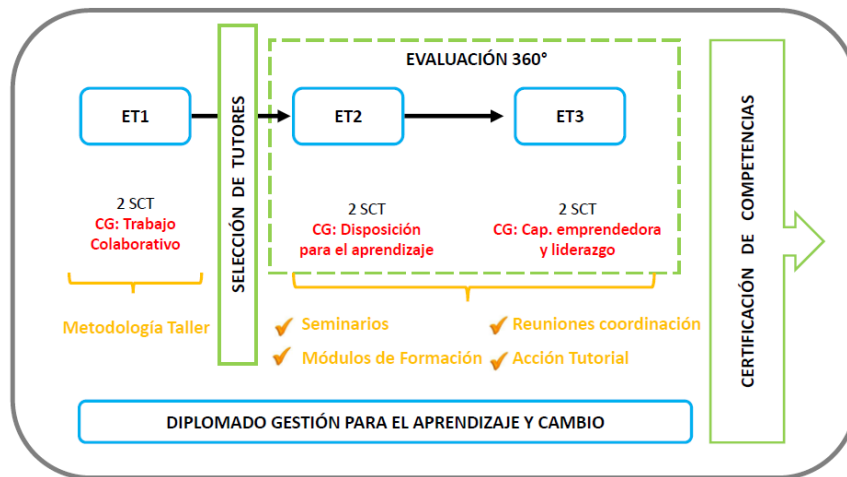 EVALUACIÓN 360°
ET1
SELECCIÓN DE TUTORES
ET2
ET3
2 SCT
CG: Trabajo
Colaborativo
2 SCT
CG: Disposición
para el aprendizaje
2 SCT
CG: Cap. emprendedora
y liderazgo
Metodología Taller
Seminarios
Módulos de Formación
Reuniones coordinación
Acción Tutorial
CERTIFICACIÓN DE COMPETENCIAS
DIPLOMADO GESTIÓN PARA EL APRENDIZAJE Y CAMBIO